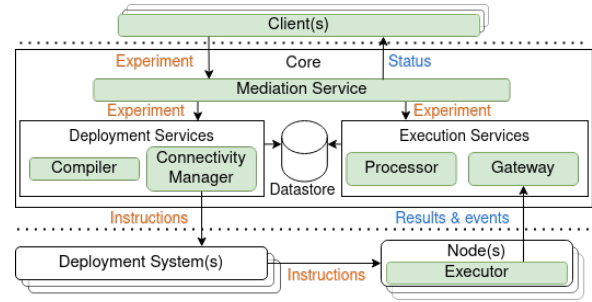 Client(s)
Experiment
Core
Status
Mediation Service
Experiment
Experiment
Deployment Services
Execution Services
Compiler
Connectivity
Manager
Datastore
Processor
Gateway
Instructions
Results & events
Deployment System(s)
Instructions
Node(s)
Executor